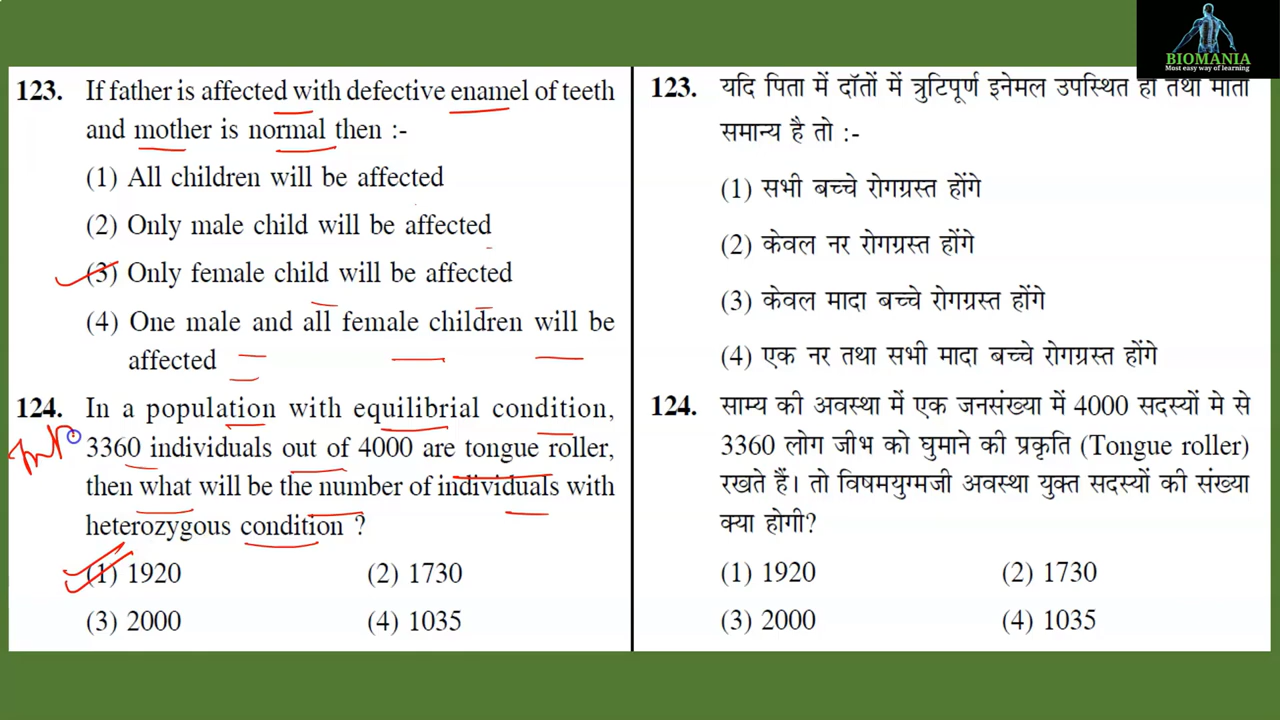 BIOMANIA
Most easy way of learning
123. If father is affected with defective enamel of teeth
and mother is normal then :-
(1) All children will be affected
(2) Only male child will be affected
(3) Only female child will be affected
(4) One male and all female children will be
affected
124. In a population with equilibrial condition,
3360 individuals out of 4000 are tongue roller,
then what will be the number of individuals with
heterozygous condition ?
(1) 1920 (2) 1730
(3) 2000 (4) 1035
123. यदि पिता में दाँतों में त्रुटिपूर्ण इनेमल उपस्थित हो तथा माता
समान्य है तो :-
(1) सभी बच्चे रोगग्रस्त होंगे
(2) केवल नर रोगग्रस्त होंगे
(3) केवल मादा बच्चे रोगग्रस्त होंगे
(4) एक नर तथा सभी मादा बच्चे रोगग्रस्त होंगे
124. साम्य की अवस्था में एक जनसंख्या में 4000 सदस्यों मे से
3360 लोग जीभ को घुमाने की प्रकृति (Tongue roller)
रखते हैं। तो विषमयुग्मजी अवस्था युक्त सदस्यों की संख्या
क्या होगी?
(1) 1920 (2) 1730
(3) 2000 (4) 1035